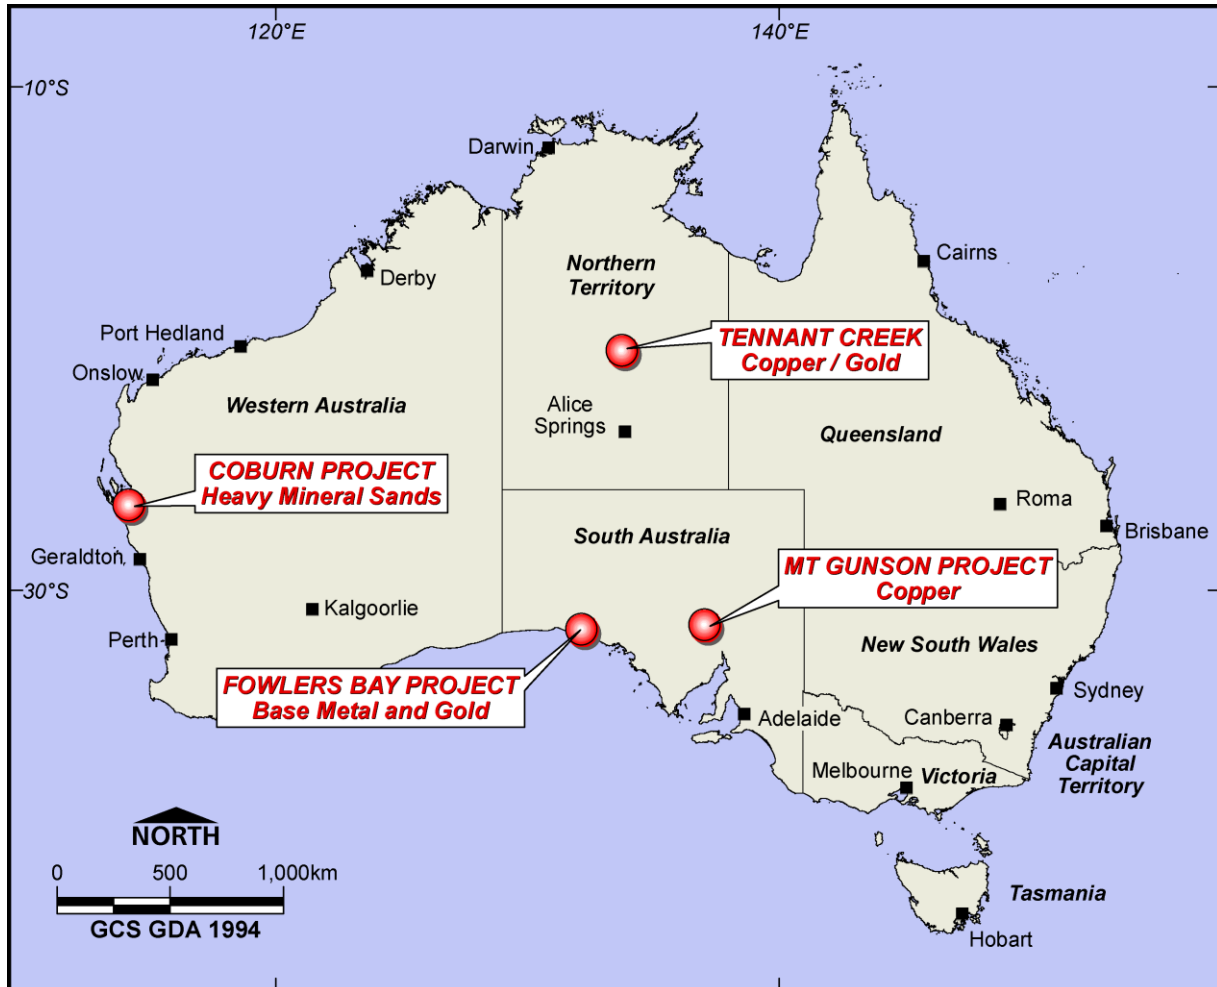 120°E
140°E
10°S
Darwin
Cairns
Derby
Northern
Territory
Port Hedland
TENNANT CREEK
Copper / Gold
Onslow
Western Australia
Alice
Springs
Queensland
COBURN PROJECT
Heavy Mineral Sands
Roma
Brisbane
South Australia
Geraldton
MT GUNSON PROJECT
Copper
30°S
Kalgoorlie
Perth
New South Wales
FOWLERS BAY PROJECT
Base Metal and Gold
Sydney
Adelaide
Canberra
Australian
Capital
Territory
Melbourne
Victoria
NORTH
0 500 1,000km
GCS GDA 1994
Tasmania
Hobart